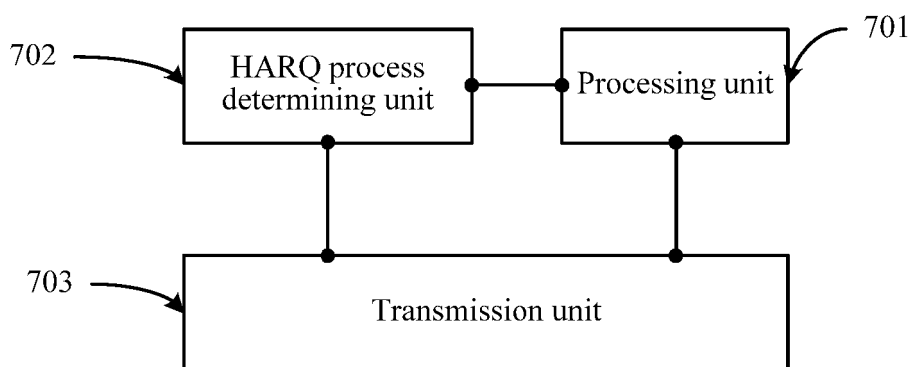 702
HARQ process
determining unit
Processing unit
701
703
Transmission unit